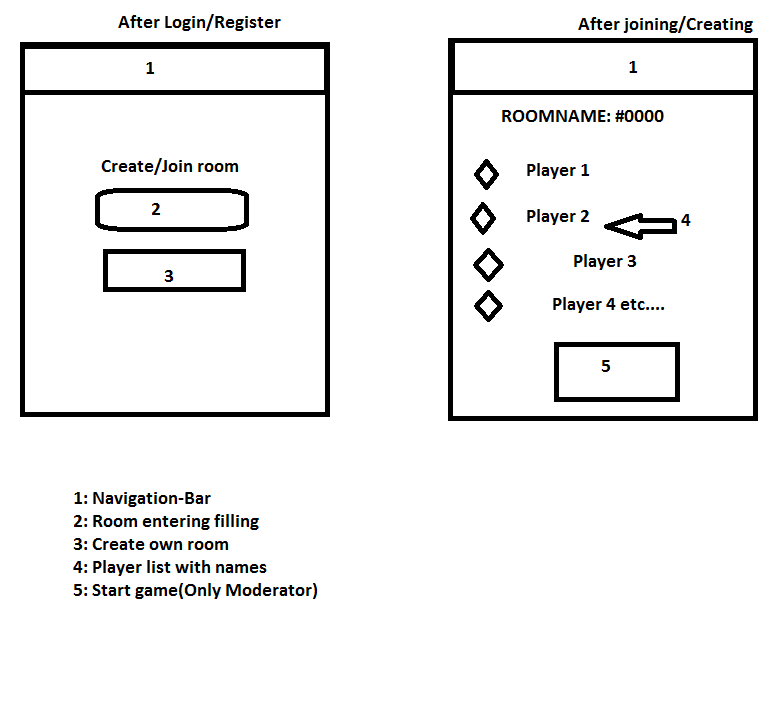 After Login/Register
1
Create/Join room
2
3
After joining/Creating
1
ROOMNAME: #0000
Player 1
Player 2
4
Player 3
Player 4 etc....
5
1: Navigation-Bar
2: Room entering filling
3: Create own room
4: Player list with names
5: Start game(Only Moderator)